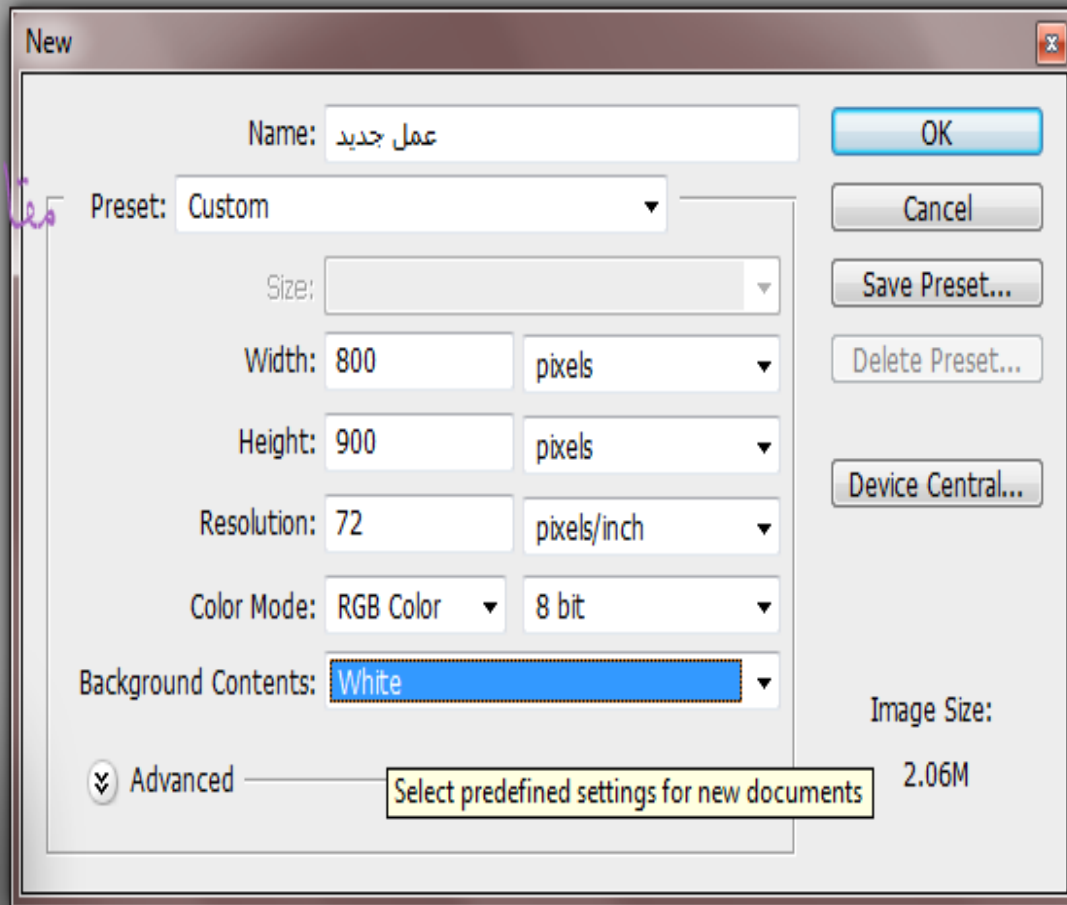 New
Name: عمل جديد
OK
Preset: Custom
Cancel
Size:
Save Preset...
Width: 800 pixels
Delete Preset...
Height: 900 pixels
Device Central...
Resolution: 72 pixels/inch
Color Mode: RGB Color 8 bit
Background Contents: White
Image Size:
2.06M
Advanced
Select predefined settings for new documents